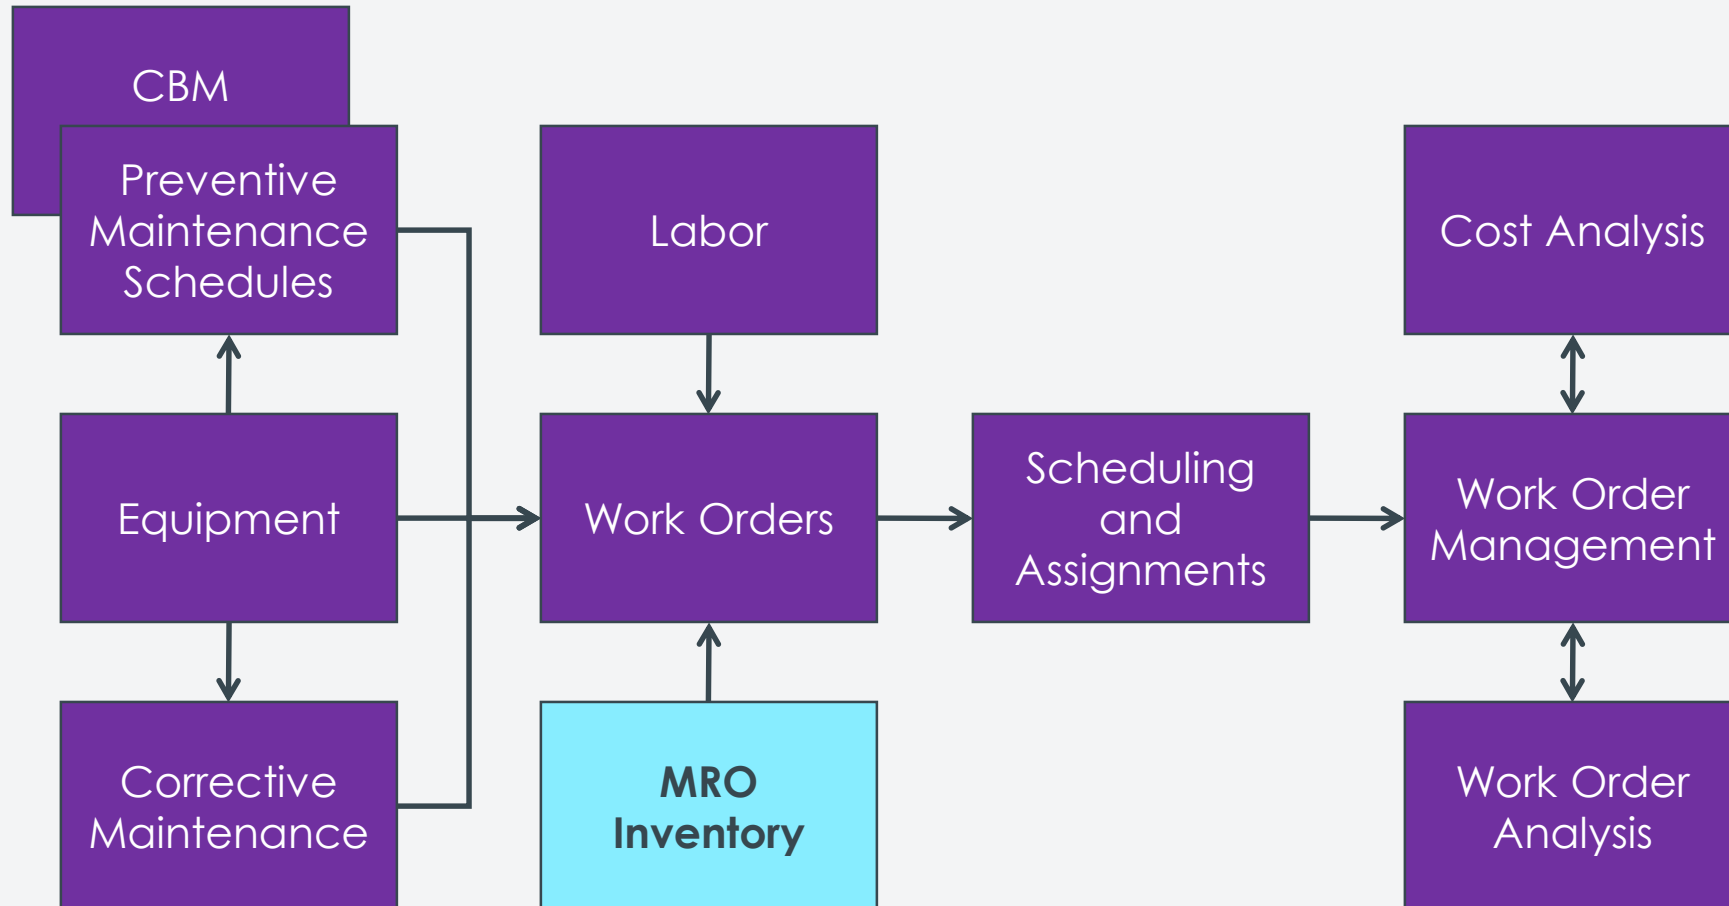 CBM
Preventive
Maintenance
Schedules
Labor
Cost Analysis
Equipment
Work Orders
Scheduling
and
Assignments
Work Order
Management
Corrective
Maintenance
MRO
Inventory
Work Order
Analysis